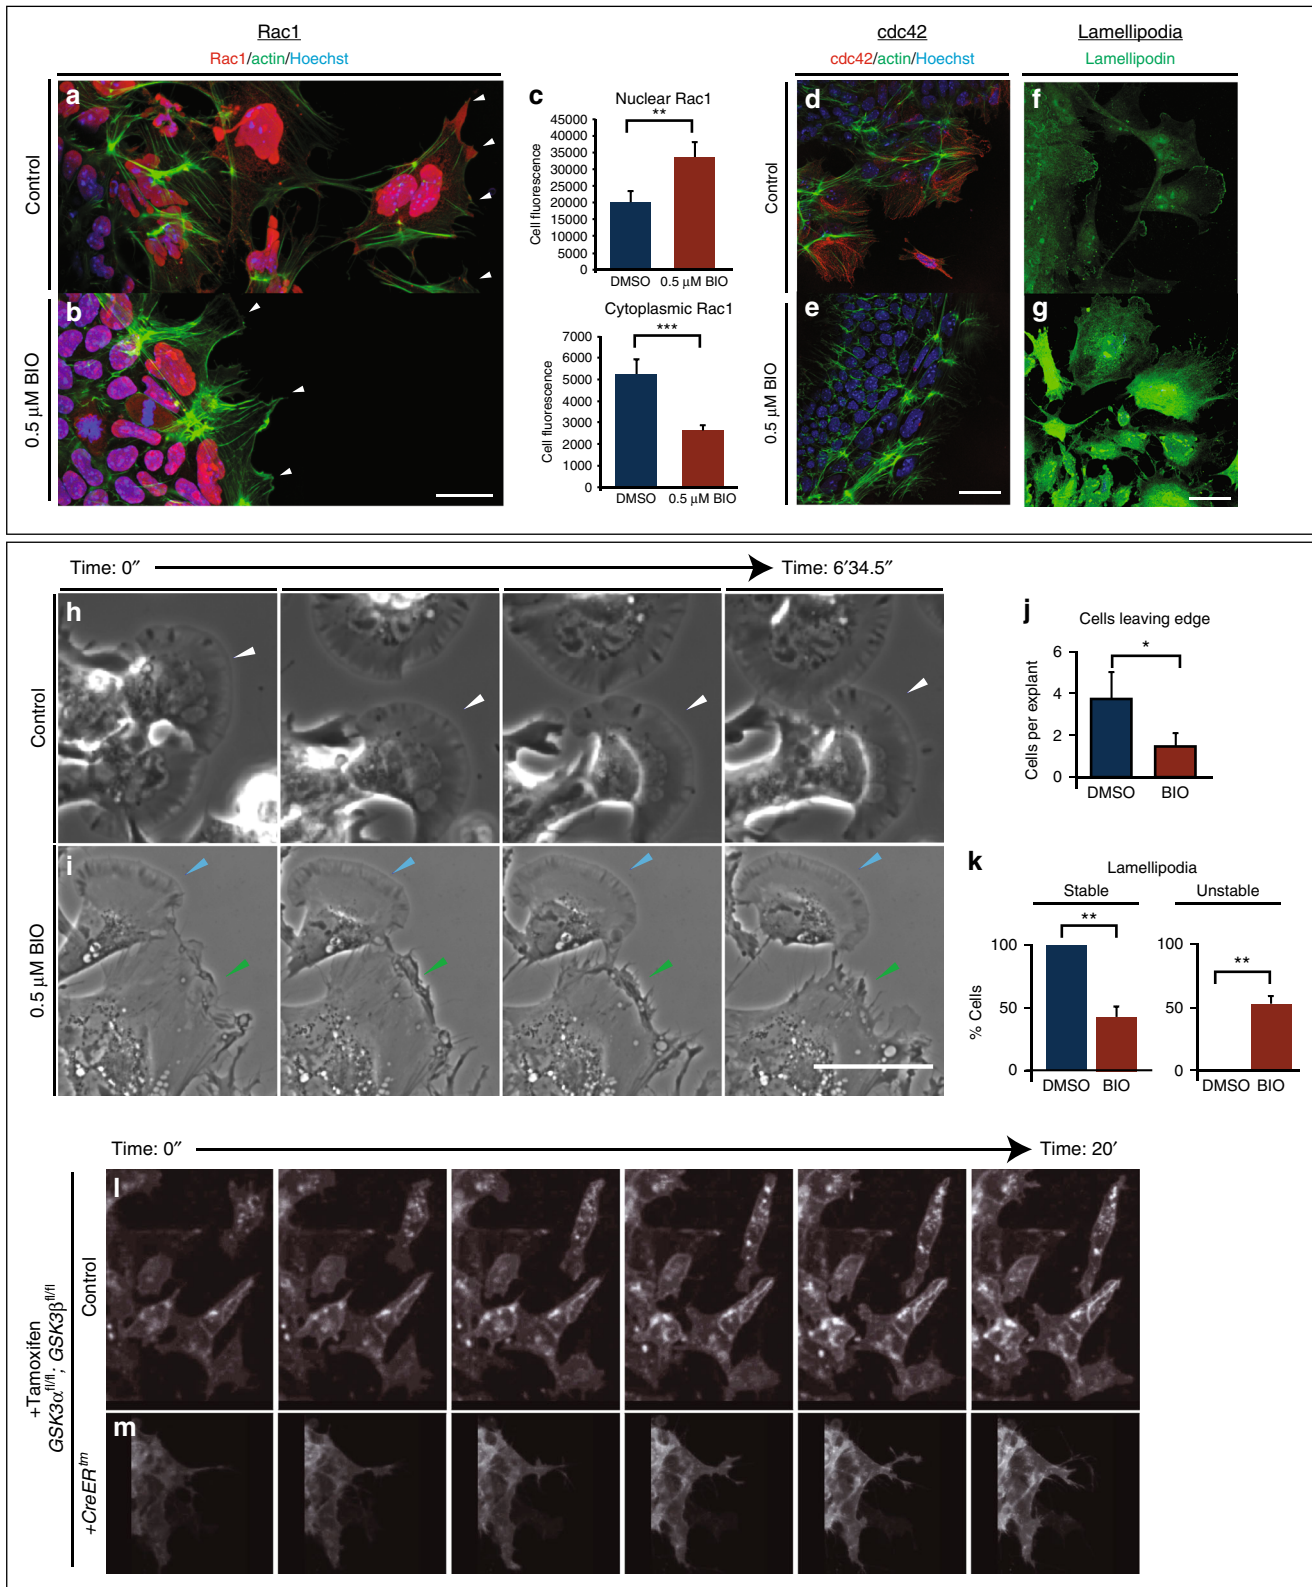 Rac1
Rac1/actin/Hoechst
cdc42
cdc42/actin/Hoechst
Lamellipodia
Lamellipodin
Control
0.5 µM BIO
a
b
c
Nuclear Rac1
**
Cell fluorescence
45000
40000
35000
30000
25000
20000
15000
10000
5000
0
DMSO 0.5 µM BIO
Cytoplasmic Rac1
***
Cell fluorescence
7000
6000
5000
4000
3000
2000
1000
0
DMSO 0.5 µM BIO
Control
0.5 µM BIO
d
e
f
g
Time: 0″
Time: 6′34.5″
Control
0.5 µM BIO
h
i
j
Cells leaving edge
*
Cells per explant
6
4
2
0
DMSO BIO
k
Lamellipodia
Stable
Unstable
**
**
% Cells
100
50
0
DMSO BIO
100
50
0
DMSO BIO
Time: 0″
Time: 20′
+Tamoxifen
GSK3α^fl/fl; GSK3β^fl/fl
Control
+CreER^tm
l
m